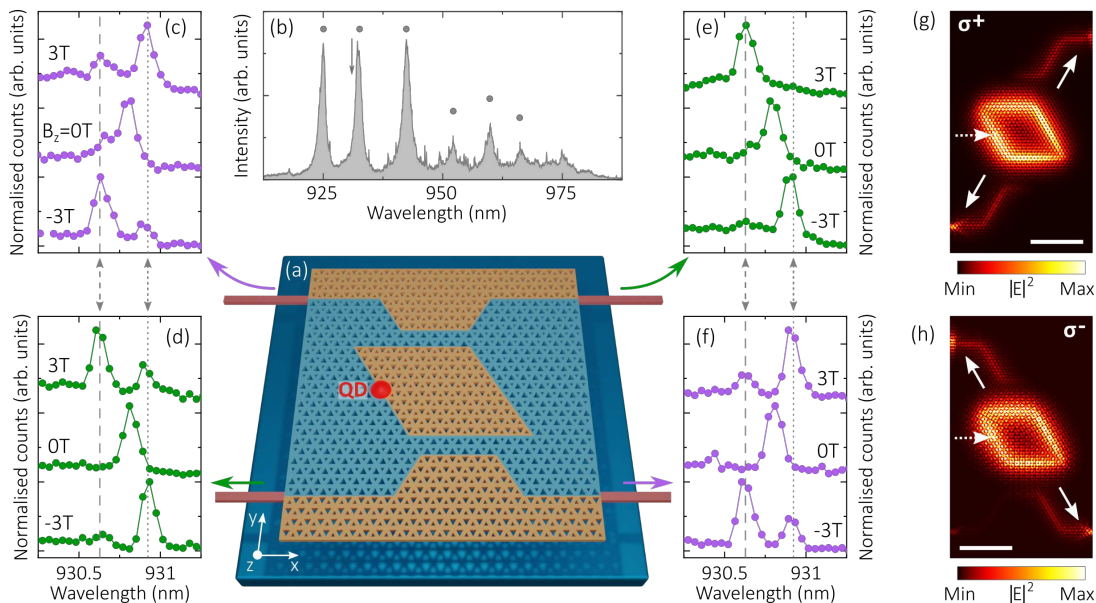 (c)
Normalised counts (arb. units)
3T
B_z=0T
-3T
(b)
Intensity (arb. units)
925
950
975
Wavelength (nm)
(e)
Normalised counts (arb. units)
3T
0T
-3T
(g)
σ+
Min |E|² Max
(a)
QD
y
z
x
(d)
Normalised counts (arb. units)
3T
0T
-3T
930.5
931
Wavelength (nm)
(f)
Normalised counts (arb. units)
3T
0T
-3T
930.5
931
Wavelength (nm)
(h)
σ-
Min |E|² Max